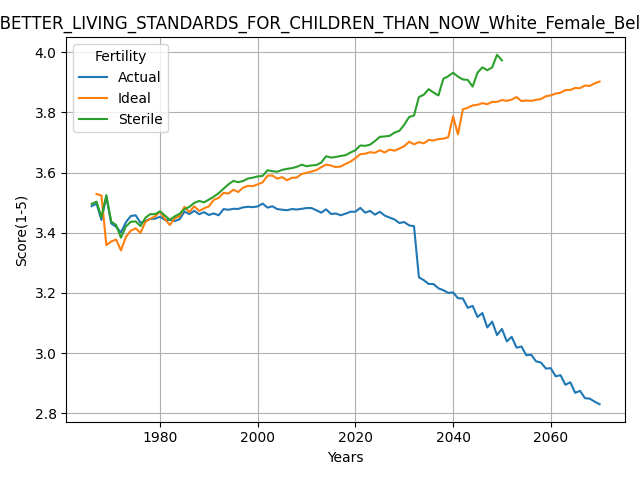 BETTER_LIVING_STANDARDS_FOR_CHILDREN_THAN_NOW_White_Female_Bel
Fertility
Actual
Ideal
Sterile
Score(1-5)
4.0
3.8
3.6
3.4
3.2
3.0
2.8
1980
2000
2020
2040
2060
Years